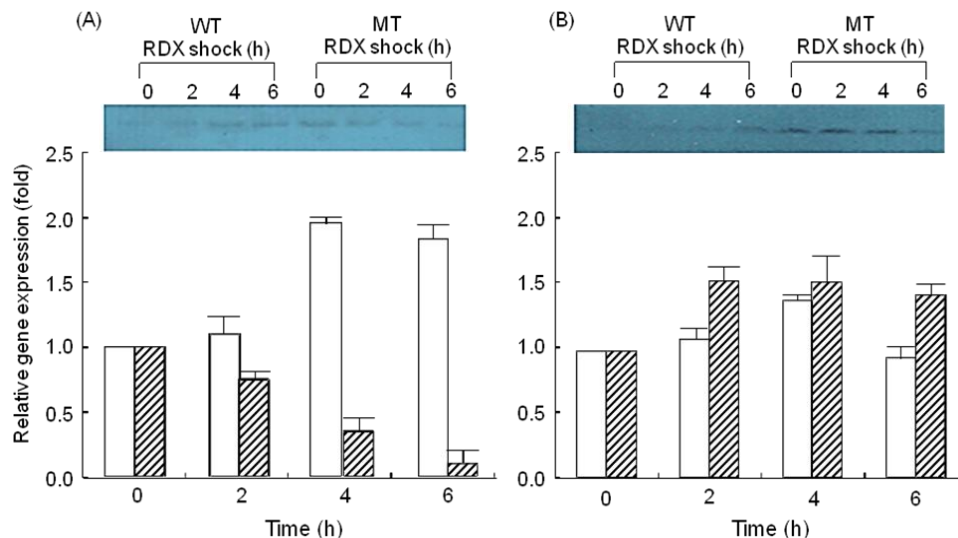 (A)
WT
RDX shock (h)
MT
RDX shock (h)
0 2 4 6 0 2 4 6
Relative gene expression (fold)
2.5
2.0
1.5
1.0
0.5
0.0
0 2 4 6
Time (h)
(B)
WT
RDX shock (h)
MT
RDX shock (h)
0 2 4 6 0 2 4 6
2.5
2.0
1.5
1.0
0.5
0.0
0 2 4 6
Time (h)